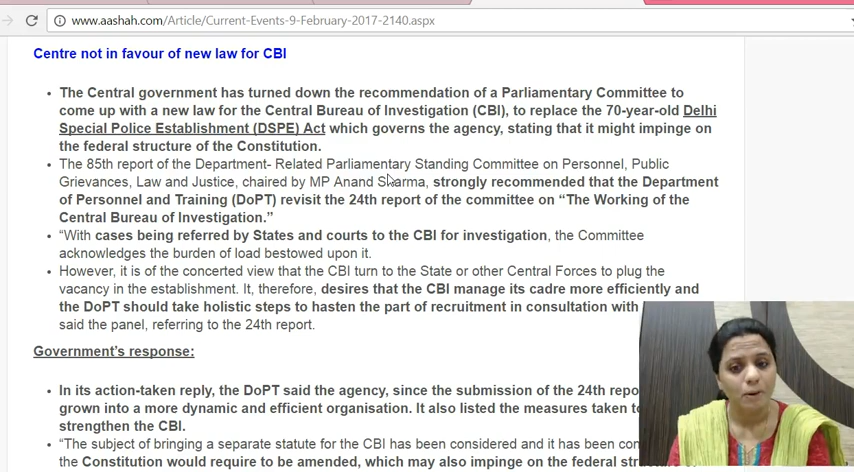 www.aashah.com/Article/Current-Events-9-February-2017-2140.aspx
Centre not in favour of new law for CBI
• The Central government has turned down the recommendation of a Parliamentary Committee to
come up with a new law for the Central Bureau of Investigation (CBI), to replace the 70-year-old Delhi
Special Police Establishment (DSPE) Act which governs the agency, stating that it might impinge on
the federal structure of the Constitution.
• The 85th report of the Department- Related Parliamentary Standing Committee on Personnel, Public
Grievances, Law and Justice, chaired by MP Anand Sharma, strongly recommended that the Department
of Personnel and Training (DoPT) revisit the 24th report of the committee on “The Working of the
Central Bureau of Investigation.”
• “With cases being referred by States and courts to the CBI for investigation, the Committee
acknowledges the burden of load bestowed upon it.
• However, it is of the concerted view that the CBI turn to the State or other Central Forces to plug the
vacancy in the establishment. It, therefore, desires that the CBI manage its cadre more efficiently and
the DoPT should take holistic steps to hasten the part of recruitment in consultation with
said the panel, referring to the 24th report.
Government’s response:
• In its action-taken reply, the DoPT said the agency, since the submission of the 24th
grown into a more dynamic and efficient organisation. It also listed the measures taken
strengthen the CBI.
• “The subject of bringing a separate statute for the CBI has been considered and it has been
the Constitution would require to be amended, which may also impinge on the federal